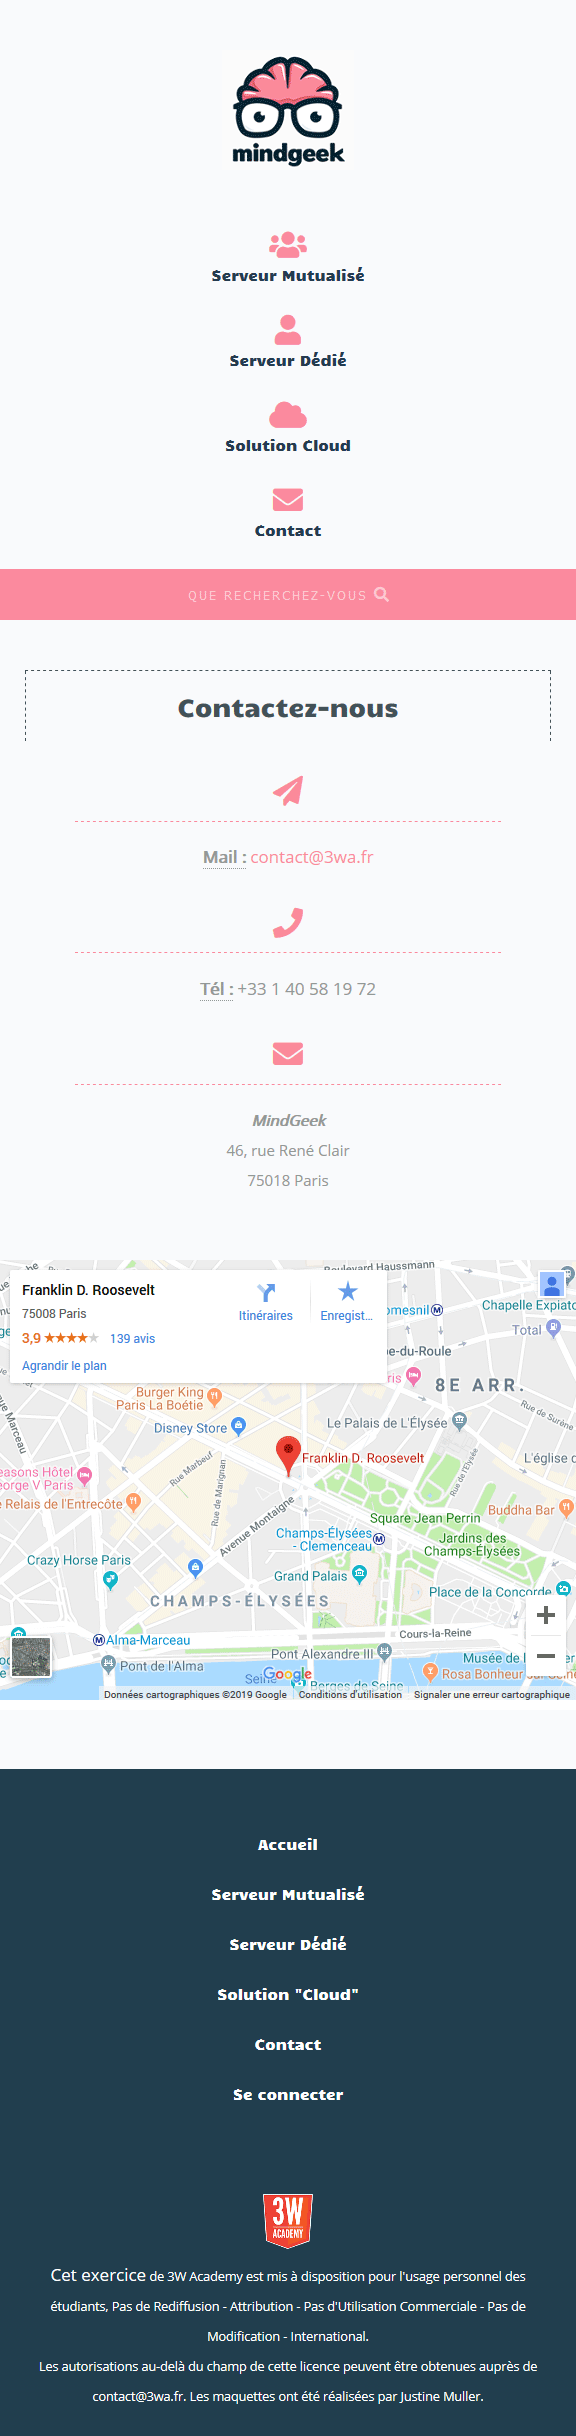 mindgeek
Serveur Mutualisé
Serveur Dédié
Solution Cloud
Contact
QUE RECHERCHEZ-VOUS
Contactez-nous
Mail : contact@3wa.fr
Tél : +33 1 40 58 19 72
MindGeek
46, rue René Clair
75018 Paris
Boulevard Haussmann
Franklin D. Roosevelt
75008 Paris
3,9
139 avis
Agrandir le plan
Itinéraires
Enregist...
Chapelle Expiato
Total
8E ARR.
Burger King
Paris La Boétie
Disney Store
Le Palais de L'Élysée
Rue de Surène
Rue Marbeuf
Rue de Marignan
Rue de l'Elysée
Franklin D. Roosevelt
L'église d
easons Hôtel
eorge V Paris
Relais de l'Entrecôte
Avenue Montaigne
Square Jean Perrin
Buddha Bar
Champs-Élysées
- Clemenceau
Jardins des
Champs-Élysées
Crazy Horse Paris
Grand Palais
Place de la Concorde
CHAMPS-ÉLYSÉES
Cours-la-Reine
Alma-Marceau
Pont Alexandre III
Musée de l
Pont de l'Alma
Seine
Google
Berges de Seine
Rosa Bonheur sur Seine
Données cartographiques ©2019 Google
Conditions d'utilisation
Signaler une erreur cartographique
Accueil
Serveur Mutualisé
Serveur Dédié
Solution "Cloud"
Contact
Se connecter
3W
ACADEMY
Cet exercice de 3W Academy est mis à disposition pour l'usage personnel des
étudiants, Pas de Rediffusion - Attribution - Pas d'Utilisation Commerciale - Pas de
Modification - International.
Les autorisations au-delà du champ de cette licence peuvent être obtenues auprès de
contact@3wa.fr. Les maquettes ont été réalisées par Justine Muller.